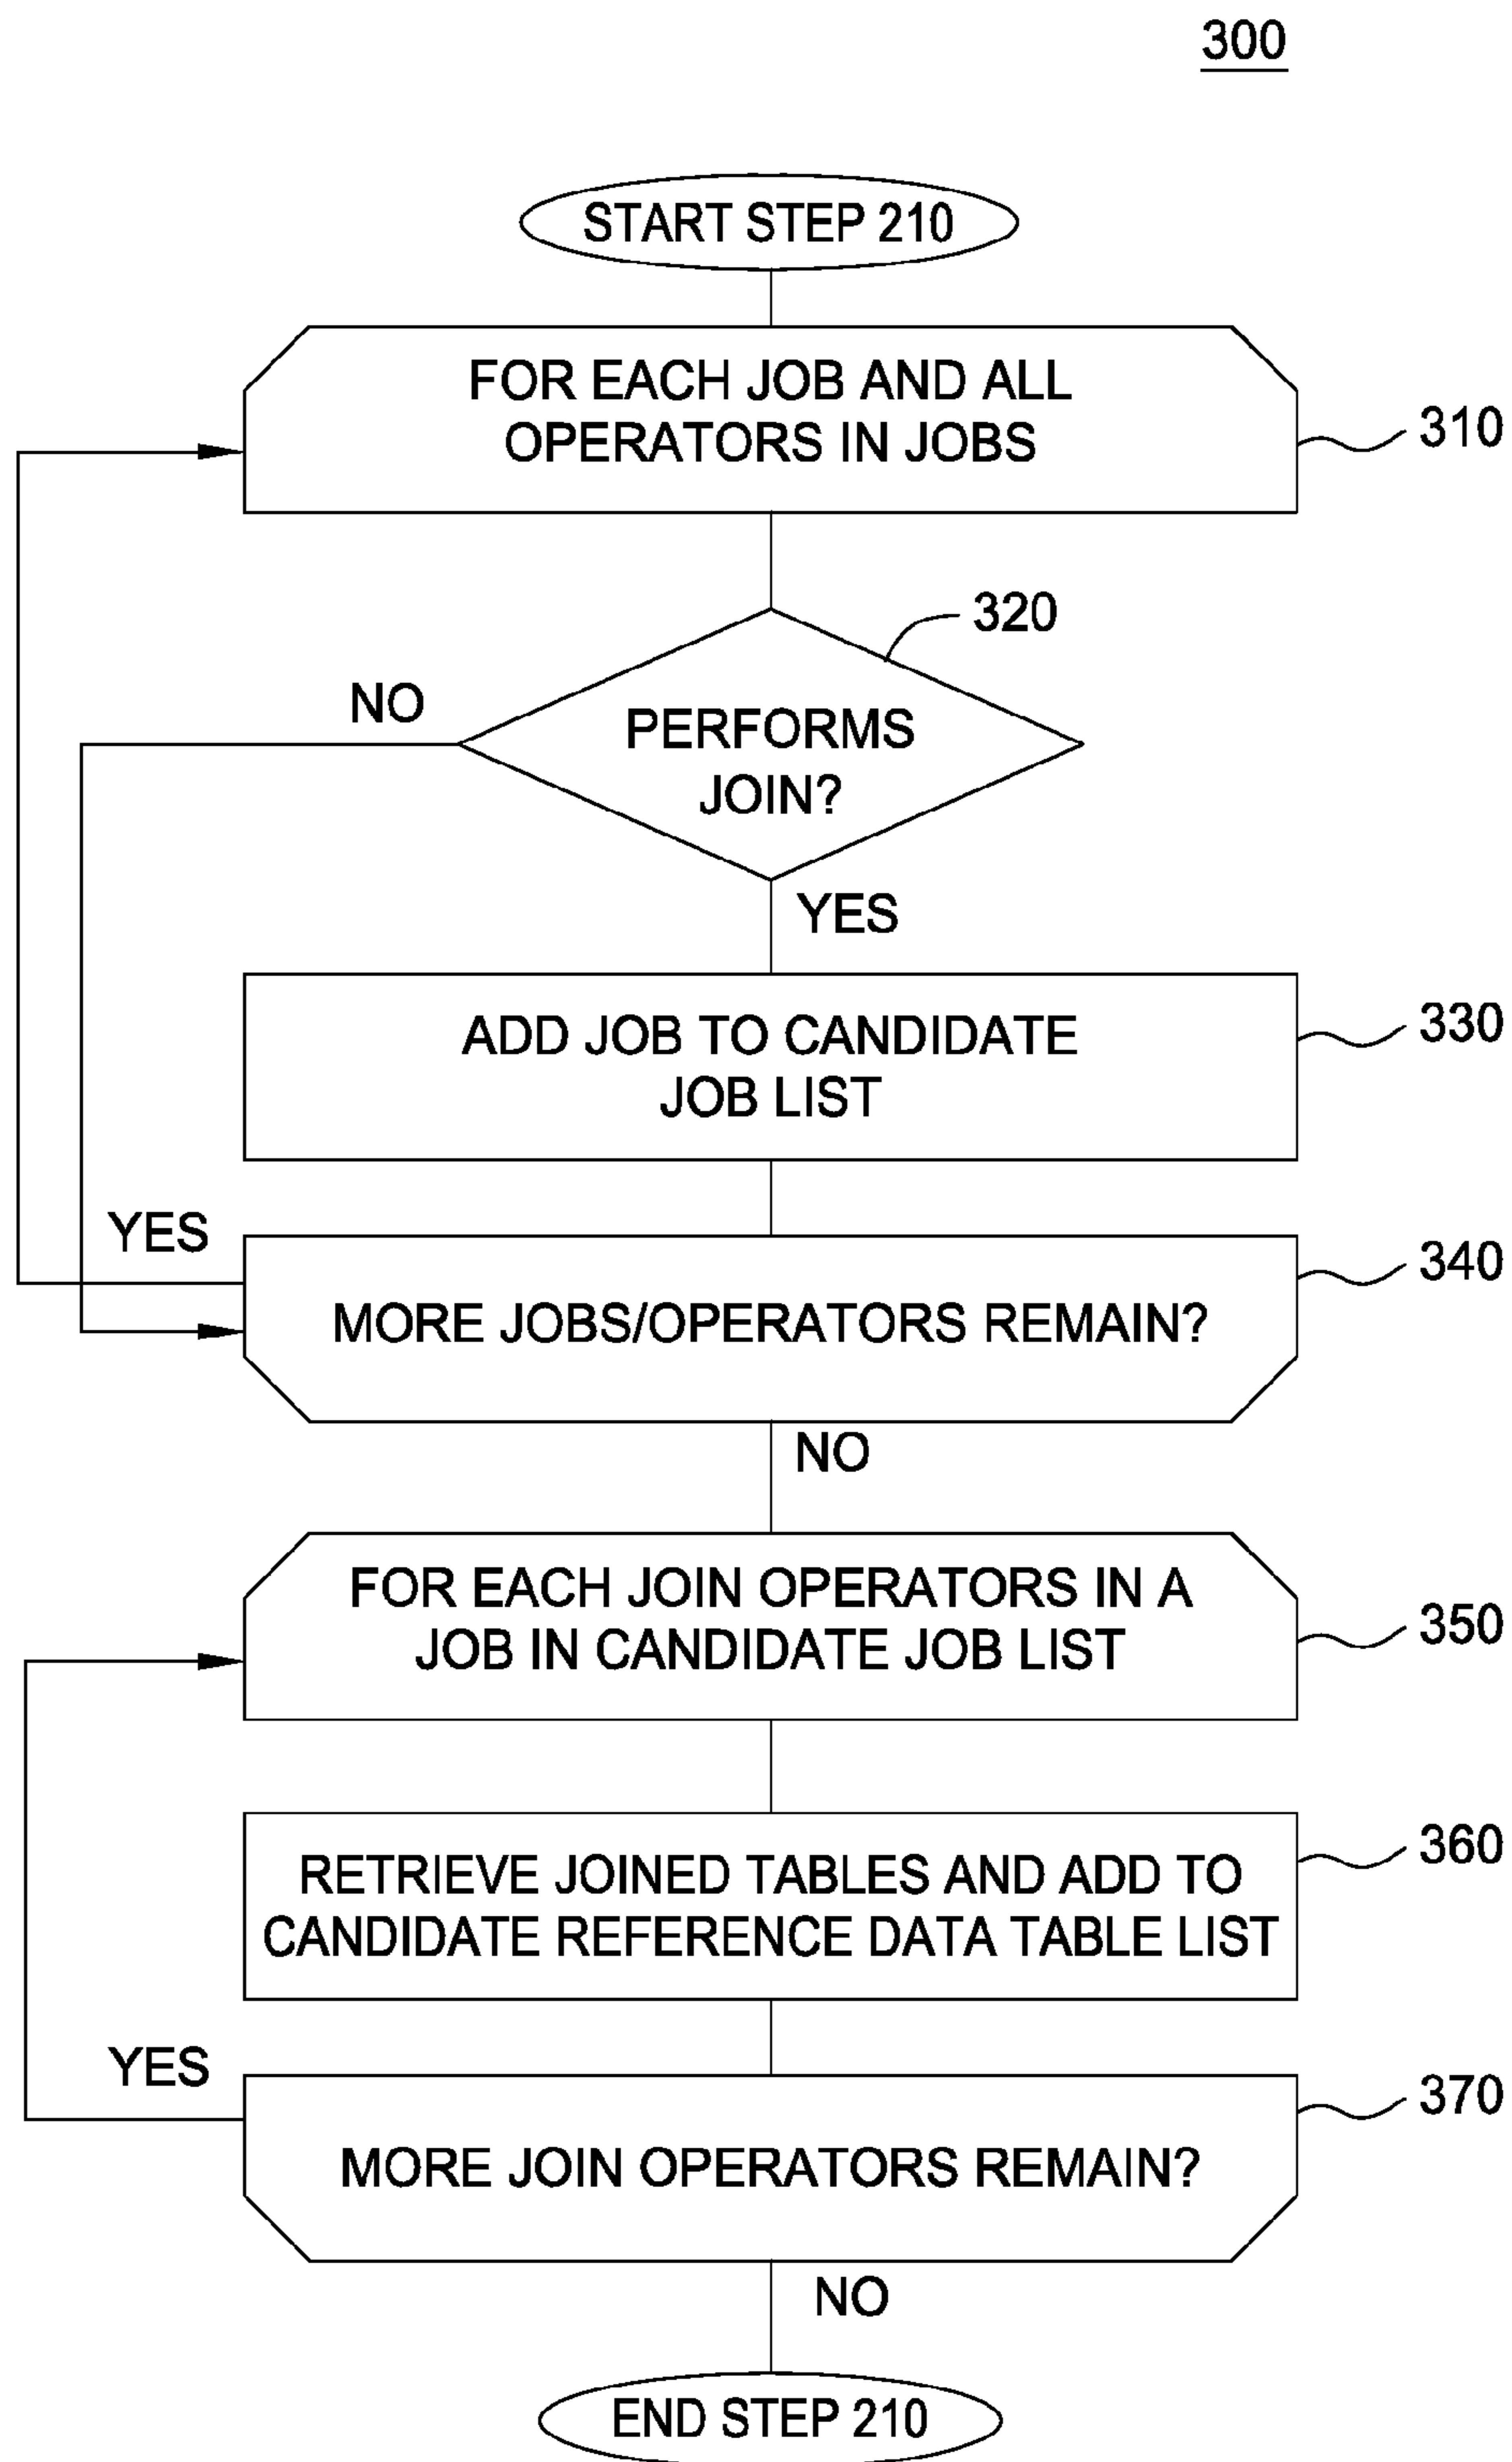 300
START STEP 210
FOR EACH JOB AND ALL
OPERATORS IN JOBS
310
320
NO
PERFORMS
JOIN?
YES
ADD JOB TO CANDIDATE
JOB LIST
330
YES
340
MORE JOBS/OPERATORS REMAIN?
NO
FOR EACH JOIN OPERATORS IN A
JOB IN CANDIDATE JOB LIST
350
RETRIEVE JOINED TABLES AND ADD TO
CANDIDATE REFERENCE DATA TABLE LIST
360
YES
370
MORE JOIN OPERATORS REMAIN?
NO
END STEP 210